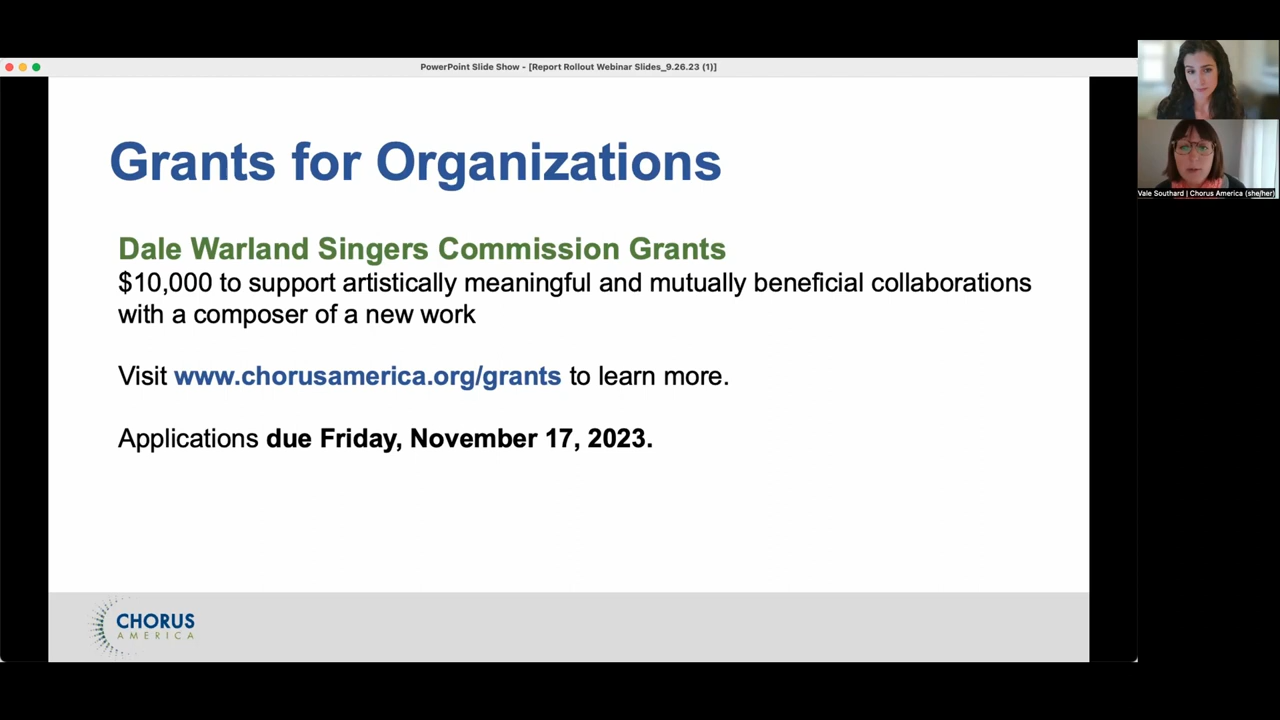 PowerPoint Slide Show - [Report Rollout Webinar Slides_9.26.23 (1)]
Grants for Organizations
Dale Warland Singers Commission Grants
$10,000 to support artistically meaningful and mutually beneficial collaborations
with a composer of a new work
Visit www.chorusamerica.org/grants to learn more.
Applications due Friday, November 17, 2023.
CHORUS
AMERICA
Vale Southard | Chorus America (she/her)